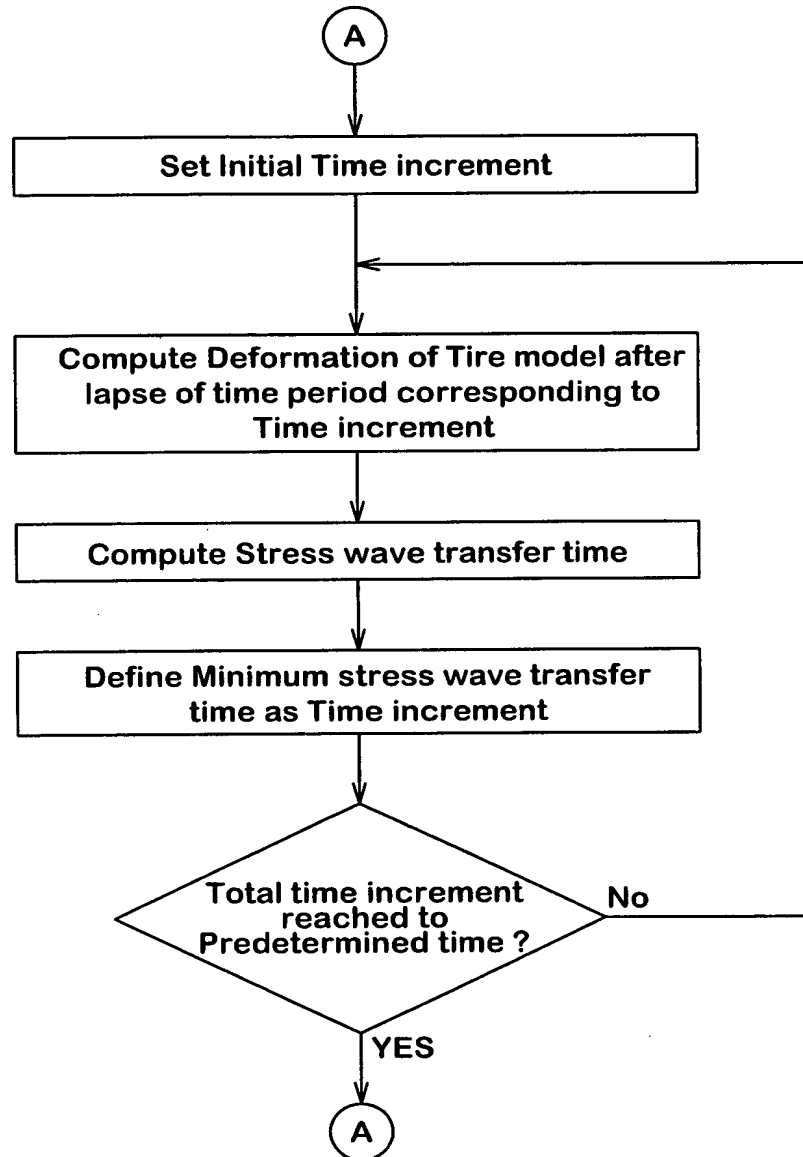 A
Set Initial Time increment
Compute Deformation of Tire model after
lapse of time period corresponding to
Time increment
Compute Stress wave transfer time
Define Minimum stress wave transfer
time as Time increment
Total time increment
reached to
Predetermined time ?
No
YES
A